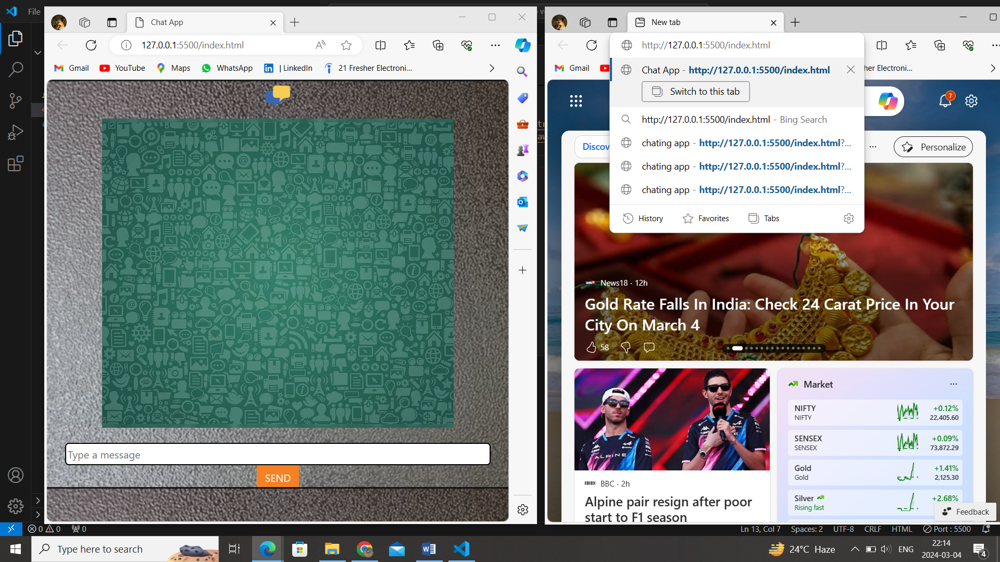 File
Chat App
127.0.0.1:5500/index.html
Gmail
YouTube
Maps
WhatsApp
| LinkedIn
21 Fresher Electroni...
Type a message
SEND
New tab
http://127.0.0.1:5500/index.html
Chat App - http://127.0.0.1:5500/index.html
Switch to this tab
http://127.0.0.1:5500/index.html - Bing Search
chating app - http://127.0.0.1:5500/index.html?...
chating app - http://127.0.0.1:5500/index.html?...
chating app - http://127.0.0.1:5500/index.html?...
History
Favorites
Tabs
Gmail
her Electroni...
7
Discov
Personalize
News18 · 12h
Gold Rate Falls In India: Check 24 Carat Price In Your
City On March 4
58
ALPINE
BBC · 2h
Alpine pair resign after poor
start to F1 season
Market
NIFTY
NIFTY
+0.12%
22,405.60
SENSEX
SENSEX
+0.09%
73,872.29
Gold
Gold
+1.41%
2,125.30
Silver
Rising fast
+2.68%
Feedback
0
0
0
Ln 13, Col 7
Spaces: 2
UTF-8
CRLF
HTML
Port : 5500
Type here to search
24°C Haze
ENG
22:14
2024-03-04
4